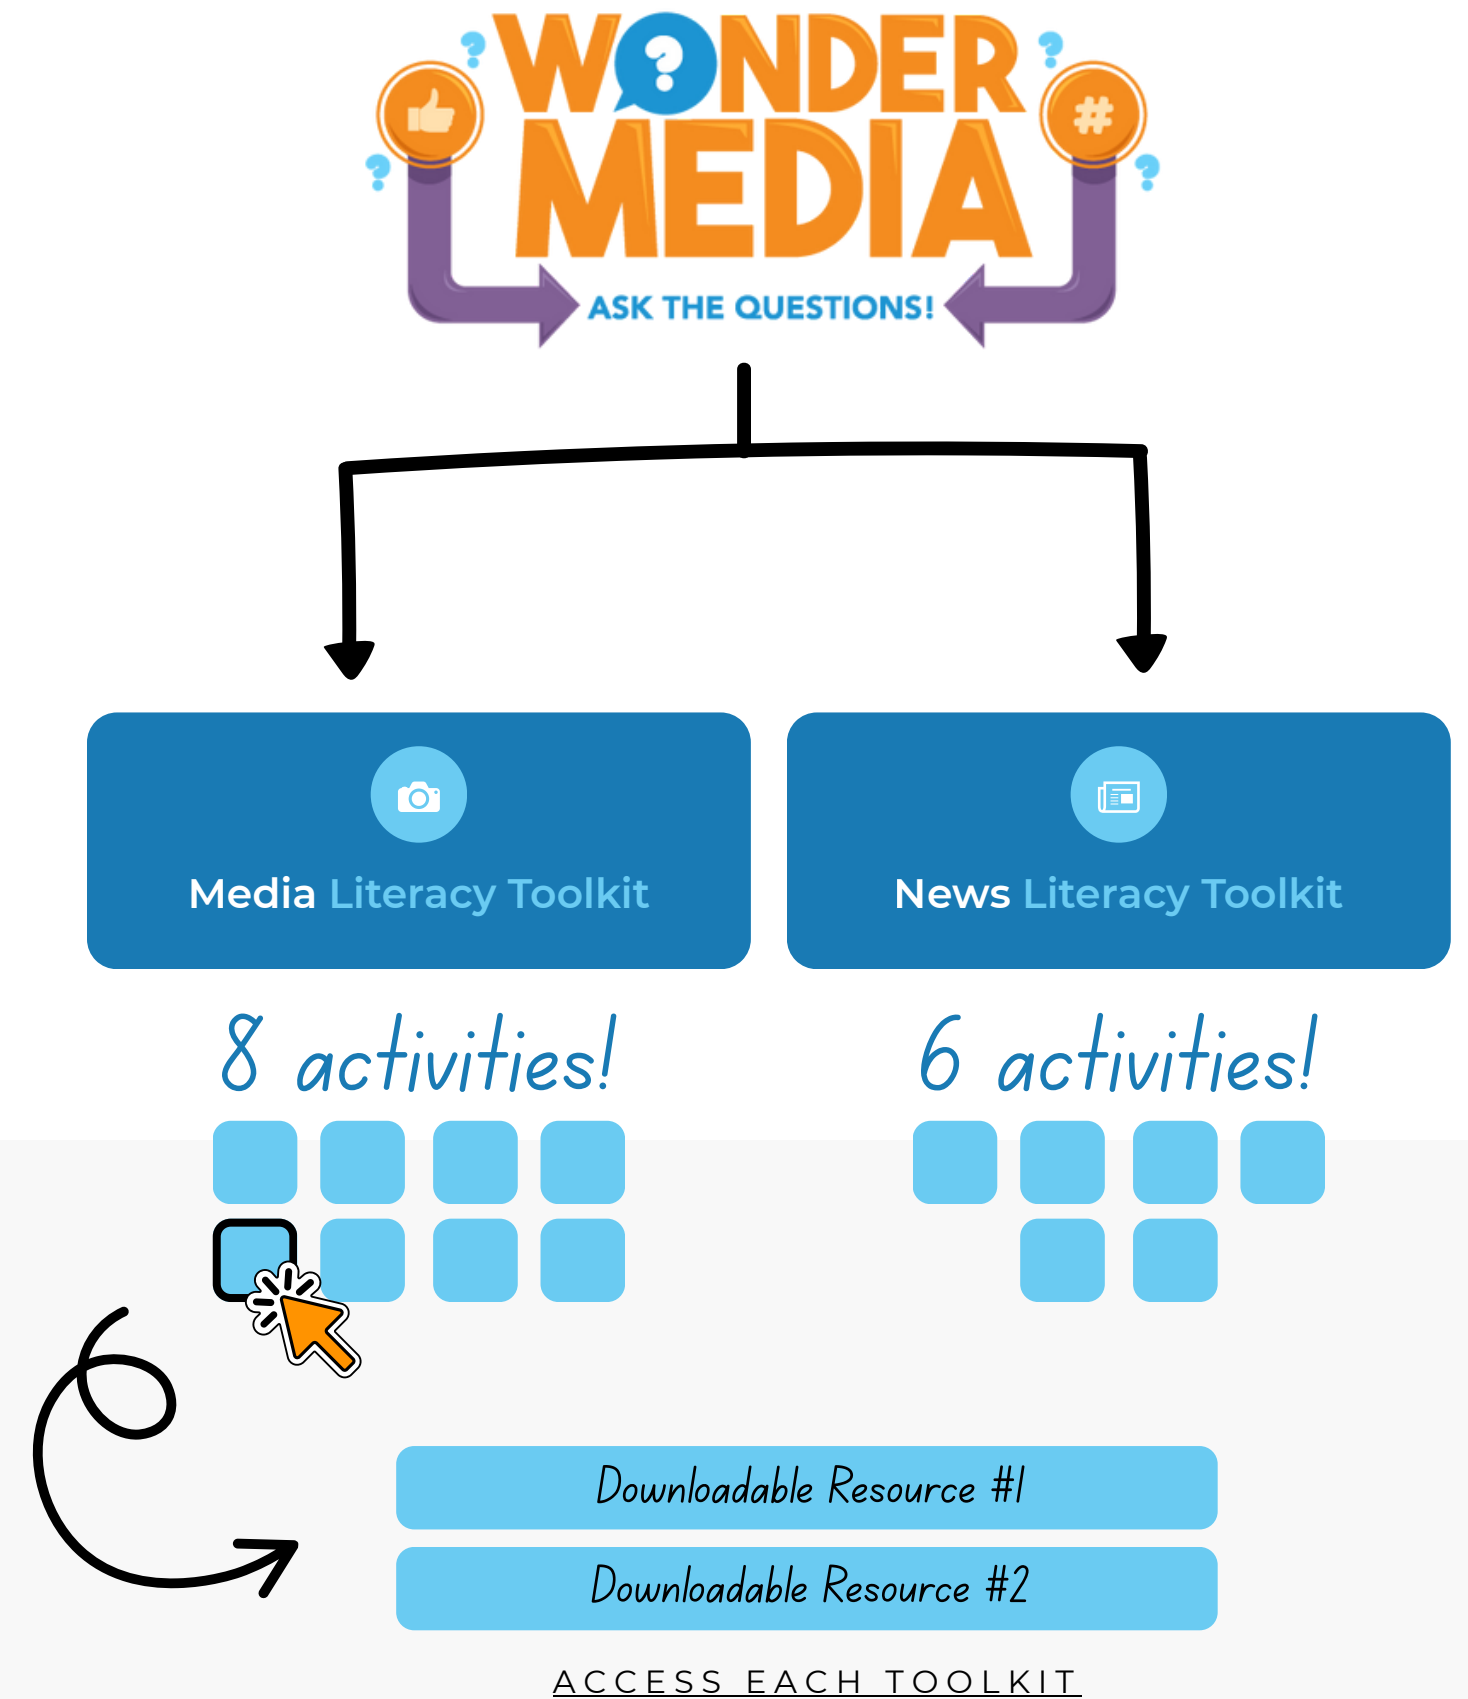 WONDER
MEDIA
ASK THE QUESTIONS!
Media Literacy Toolkit
News Literacy Toolkit
8 activities!
6 activities!
Downloadable Resource #1
Downloadable Resource #2
ACCESS EACH TOOLKIT